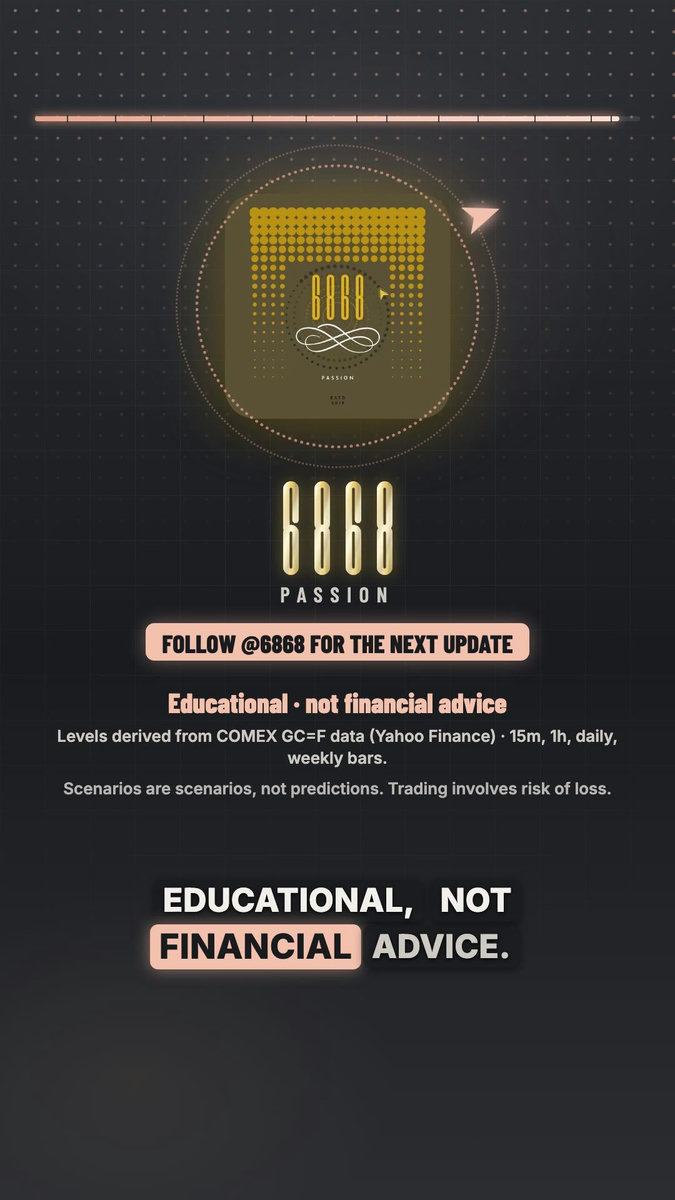 6868
PASSION
ESTD
6868
PASSION
FOLLOW @6868 FOR THE NEXT UPDATE
Educational · not financial advice
Levels derived from COMEX GC=F data (Yahoo Finance) · 15m, 1h, daily,
weekly bars.
Scenarios are scenarios, not predictions. Trading involves risk of loss.
EDUCATIONAL, NOT
FINANCIAL ADVICE.